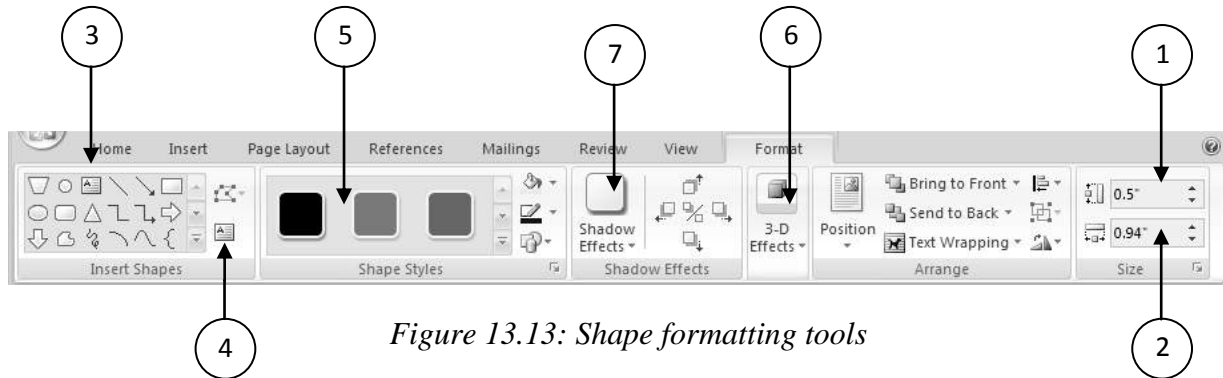 3 5 7 6 1
Home Insert Page Layout References Mailings Review View Format
Bring to Front
0.5"
Send to Back
Shadow Effects
3-D Effects
Position
Text Wrapping
0.94"
Insert Shapes Shape Styles Shadow Effects Arrange Size
4 Figure 13.13: Shape formatting tools 2